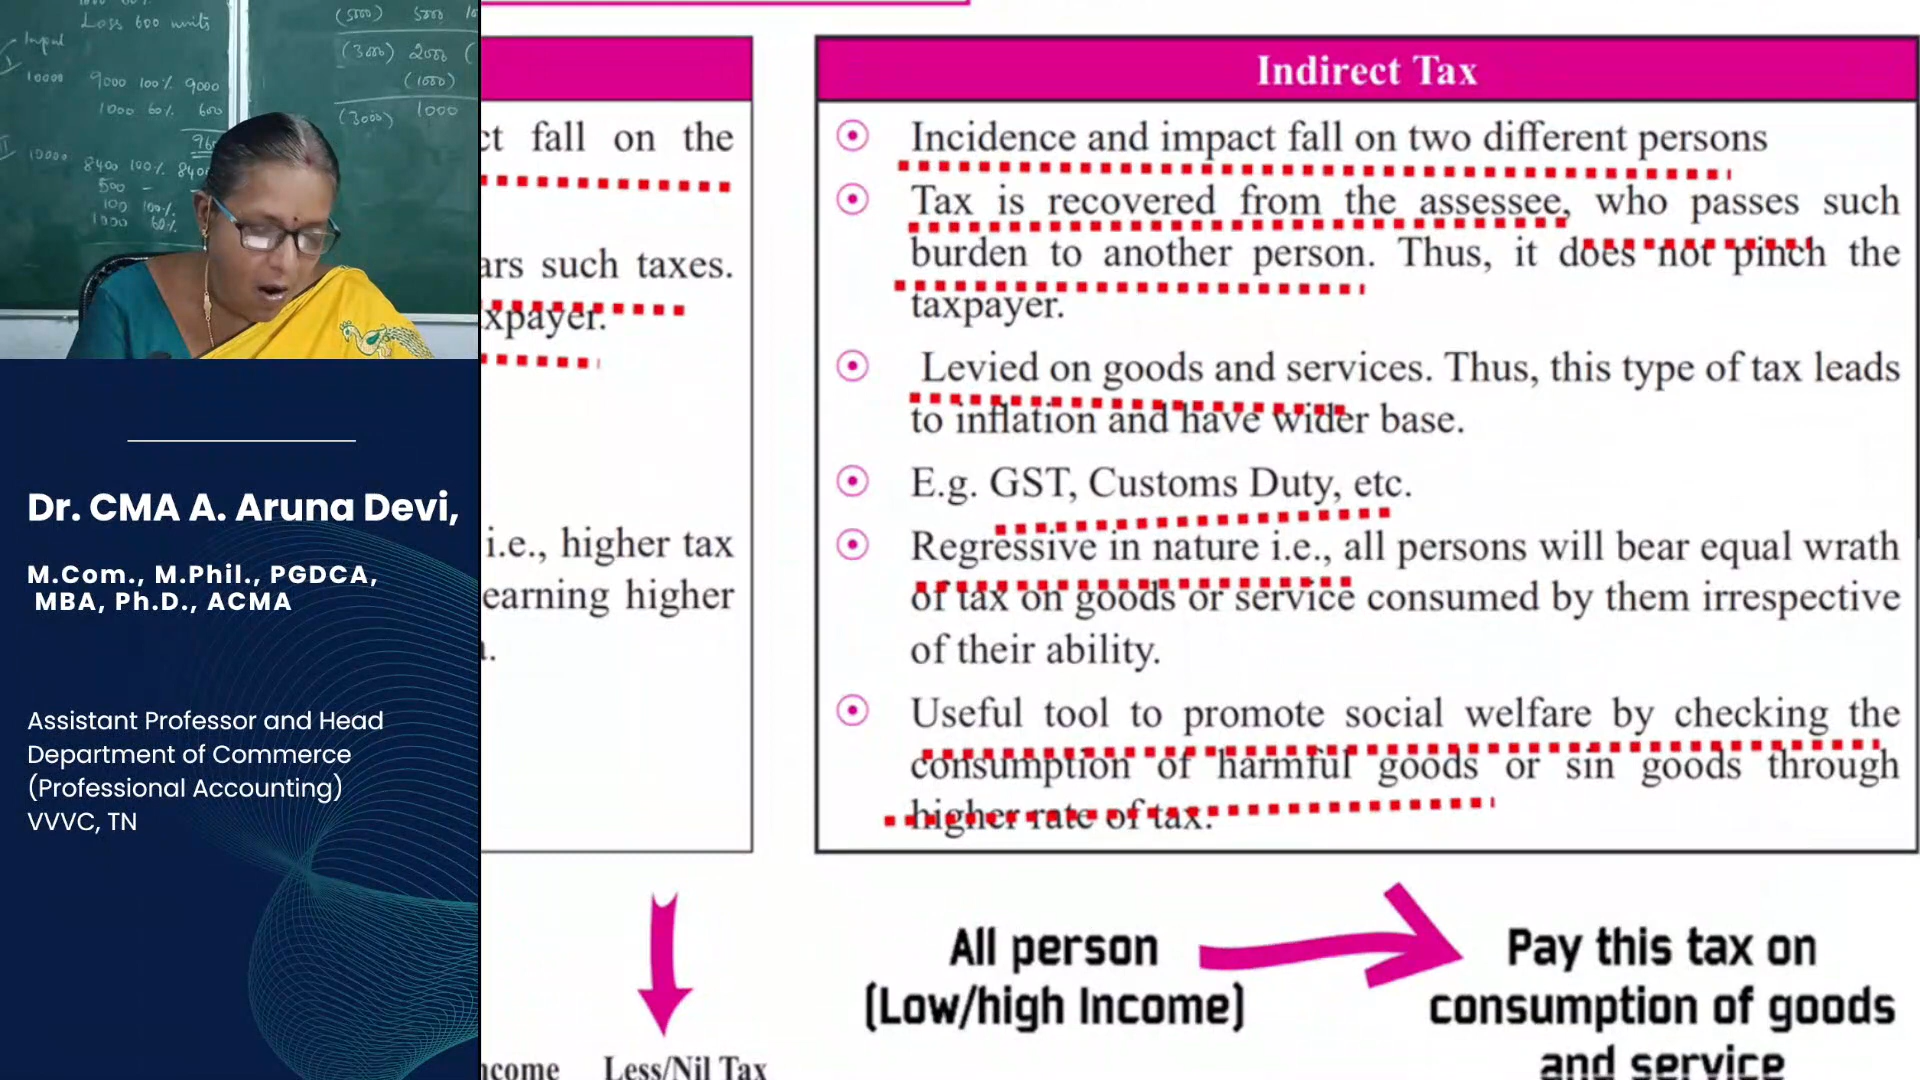 Loss 600 units
Input
10000 9000 100% 9000
1000 60% 600
10000 8400 100%
500 -
100 100%
1000 60%
(5000) 5000
(3000) 2000 (
(1000)
(3000) 1000
Dr. CMA A. Aruna Devi,
M.Com., M.Phil., PGDCA,
MBA, Ph.D., ACMA
Assistant Professor and Head
Department of Commerce
(Professional Accounting)
VVVC, TN
ct fall on the
ars such taxes.
xpayer.
i.e., higher tax
earning higher
Indirect Tax
Incidence and impact fall on two different persons
Tax is recovered from the assessee, who passes such
burden to another person. Thus, it does not pinch the
taxpayer.
Levied on goods and services. Thus, this type of tax leads
to inflation and have wider base.
E.g. GST, Customs Duty, etc.
Regressive in nature i.e., all persons will bear equal wrath
of tax on goods or service consumed by them irrespective
of their ability.
Useful tool to promote social welfare by checking the
consumption of harmful goods or sin goods through
higher rate of tax.
ncome Less/Nil Tax
All person
(Low/high Income)
Pay this tax on
consumption of goods
and service